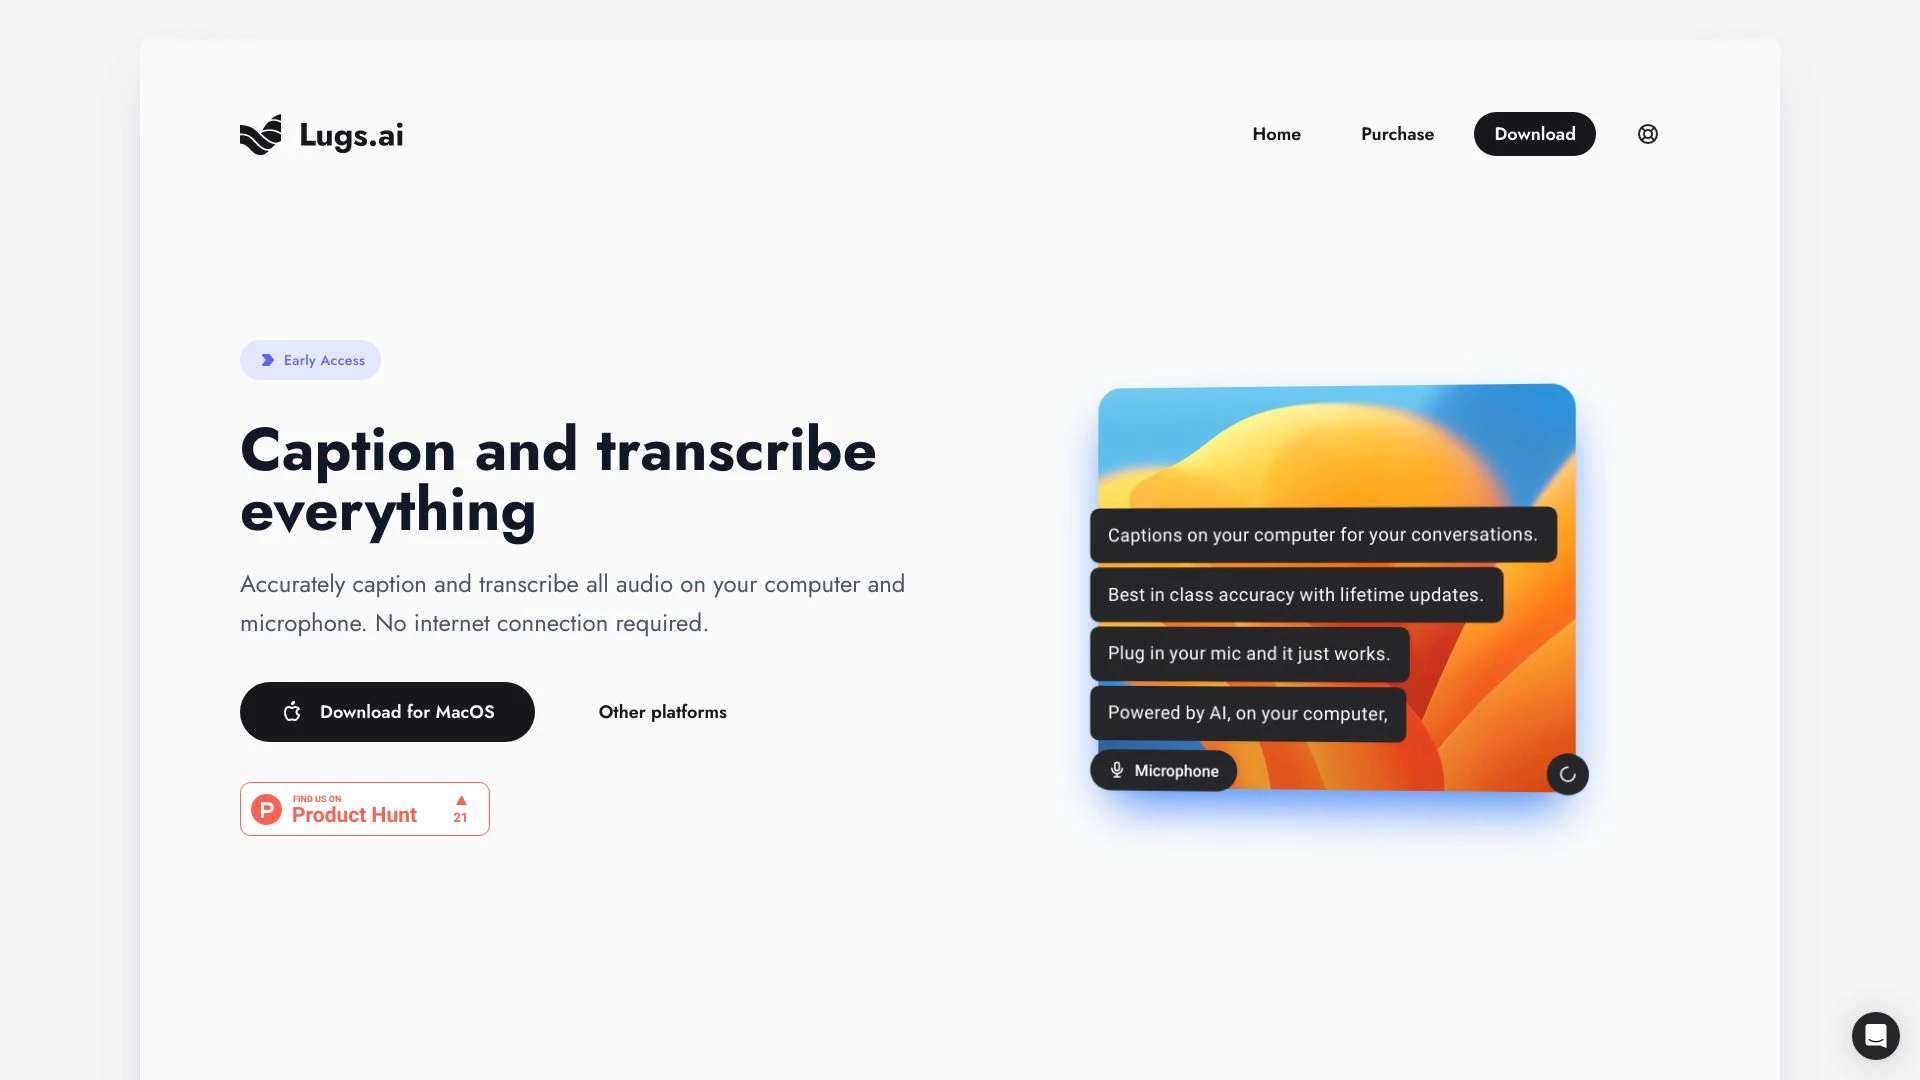 Lugs.ai
Home
Purchase
Download
Early Access
Caption and transcribe
everything
Accurately caption and transcribe all audio on your computer and
microphone. No internet connection required.
Download for MacOS
Other platforms
P
FIND US ON
Product Hunt
21
Captions on your computer for your conversations.
Best in class accuracy with lifetime updates.
Plug in your mic and it just works.
Powered by AI, on your computer,
Microphone